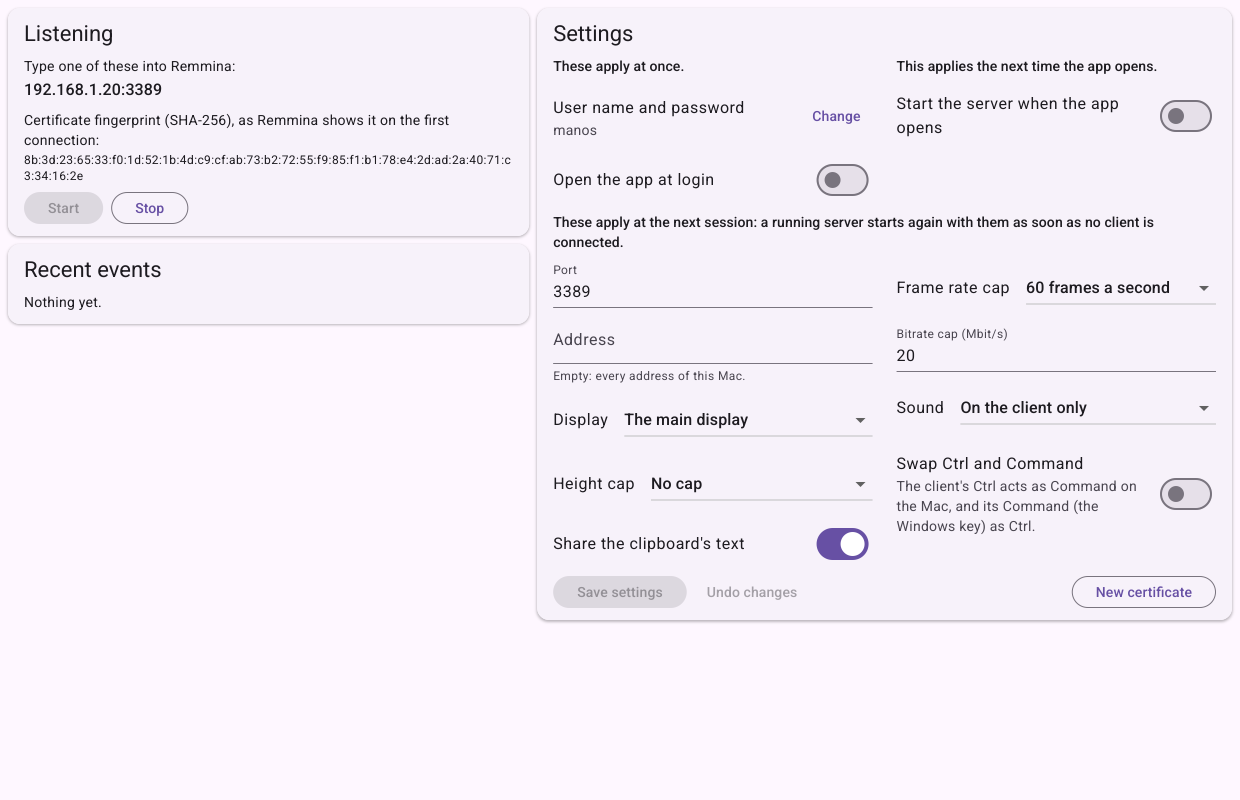 Listening
Type one of these into Remmina:
192.168.1.20:3389
Certificate fingerprint (SHA-256), as Remmina shows it on the first
connection:
8b:3d:23:65:33:f0:1d:52:1b:4d:c9:cf:ab:73:b2:72:55:f9:85:f1:b1:78:e4:2d:ad:2a:40:71:c
3:34:16:2e
Start
Stop
Recent events
Nothing yet.
Settings
These apply at once.
User name and password
manos
Change
Open the app at login
This applies the next time the app opens.
Start the server when the app
opens
These apply at the next session: a running server starts again with them as soon as no client is
connected.
Port
3389
Address
Empty: every address of this Mac.
Display
The main display
Height cap
No cap
Share the clipboard's text
Frame rate cap
60 frames a second
Bitrate cap (Mbit/s)
20
Sound
On the client only
Swap Ctrl and Command
The client's Ctrl acts as Command on
the Mac, and its Command (the
Windows key) as Ctrl.
Save settings
Undo changes
New certificate